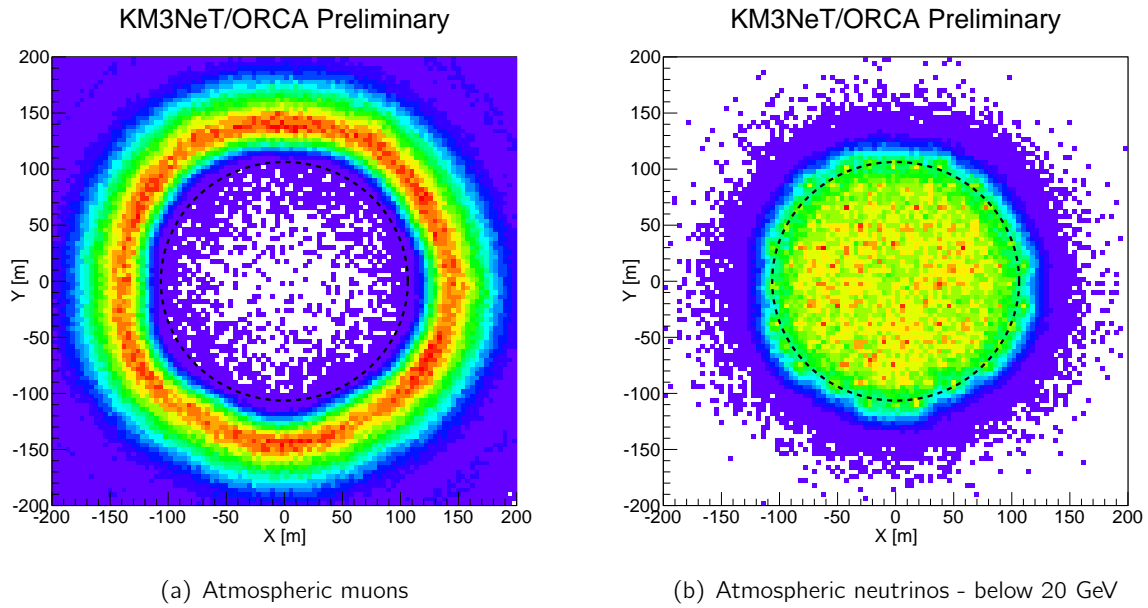 KM3NeT/ORCA Preliminary
200
150
100
50
0
-50
-100
-150
-200
Y [m]
-200 -150 -100 -50 0 50 100 150 200
X [m]
(a) Atmospheric muons
KM3NeT/ORCA Preliminary
200
150
100
50
0
-50
-100
-150
-200
Y [m]
-200 -150 -100 -50 0 50 100 150 200
X [m]
(b) Atmospheric neutrinos - below 20 GeV